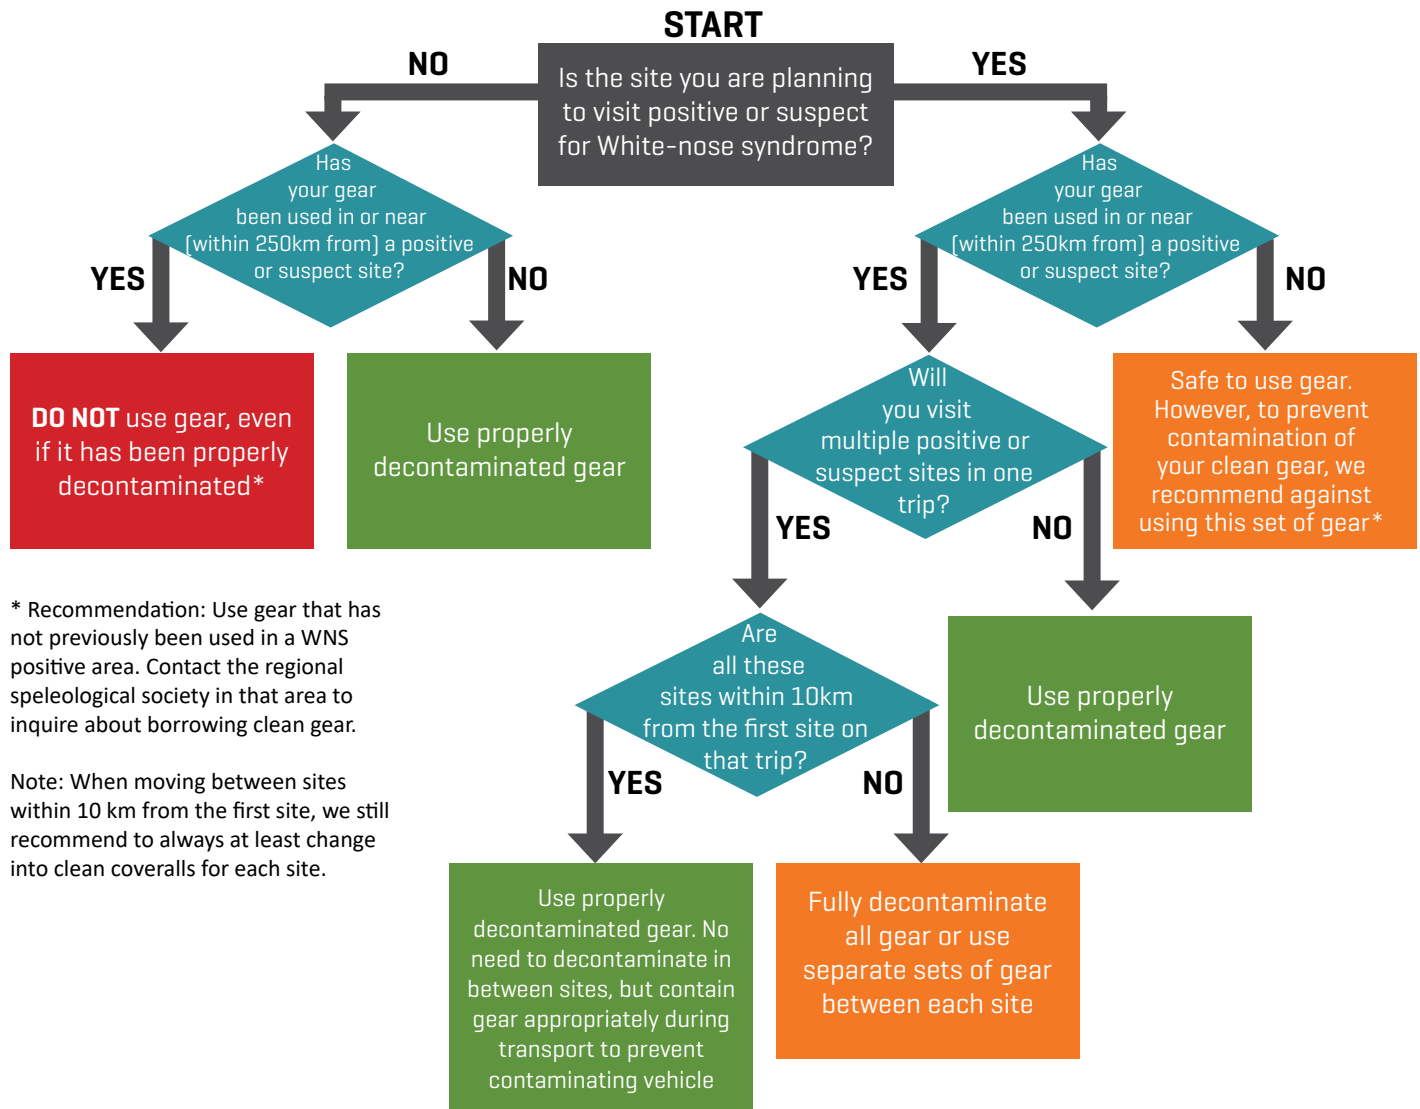 START
NO
YES
Is the site you are planning
to visit positive or suspect
for White-nose syndrome?
Has
your gear
been used in or near
(within 250km from) a positive
or suspect site?
YES
NO
Has
your gear
been used in or near
(within 250km from) a positive
or suspect site?
YES
NO
DO NOT use gear, even
if it has been properly
decontaminated*
Use properly
decontaminated gear
Will
you visit
multiple positive or
suspect sites in one
trip?
YES
NO
Safe to use gear.
However, to prevent
contamination of
your clean gear, we
recommend against
using this set of gear*
* Recommendation: Use gear that has
not previously been used in a WNS
positive area. Contact the regional
speleological society in that area to
inquire about borrowing clean gear.
Note: When moving between sites
within 10 km from the first site, we still
recommend to always at least change
into clean coveralls for each site.
Are
all these
sites within 10km
from the first site on
that trip?
YES
NO
Use properly
decontaminated gear
Use properly
decontaminated gear. No
need to decontaminate in
between sites, but contain
gear appropriately during
transport to prevent
contaminating vehicle
Fully decontaminate
all gear or use
separate sets of gear
between each site